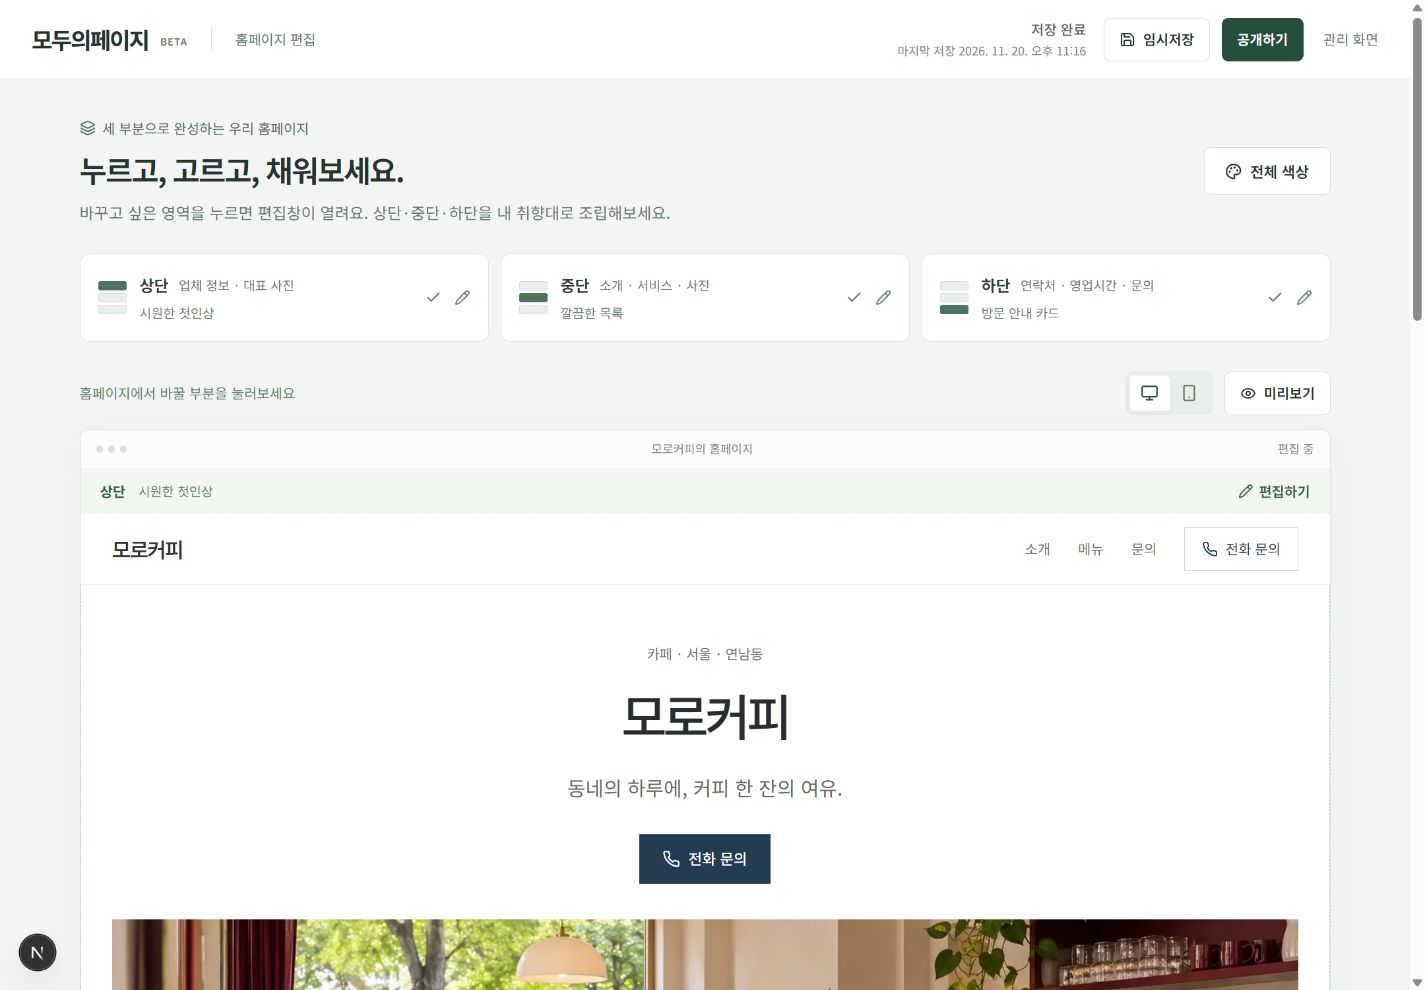 모두의페이지 BETA 홈페이지 편집
저장 완료
마지막 저장 2026. 11. 20. 오후 11:16
임시저장
공개하기
관리 화면
세 부분으로 완성하는 우리 홈페이지
누르고, 고르고, 채워보세요.
바꾸고 싶은 영역을 누르면 편집창이 열려요. 상단·중단·하단을 내 취향대로 조립해보세요.
전체 색상
상단 업체 정보 · 대표 사진
시원한 첫인상
중단 소개 · 서비스 · 사진
깔끔한 목록
하단 연락처 · 영업시간 · 문의
방문 안내 카드
홈페이지에서 바꿀 부분을 눌러보세요
미리보기
모로커피의 홈페이지
편집 중
상단 시원한 첫인상
편집하기
모로커피
소개 메뉴 문의
전화 문의
카페 · 서울 · 연남동
모로커피
동네의 하루에, 커피 한 잔의 여유.
전화 문의
N